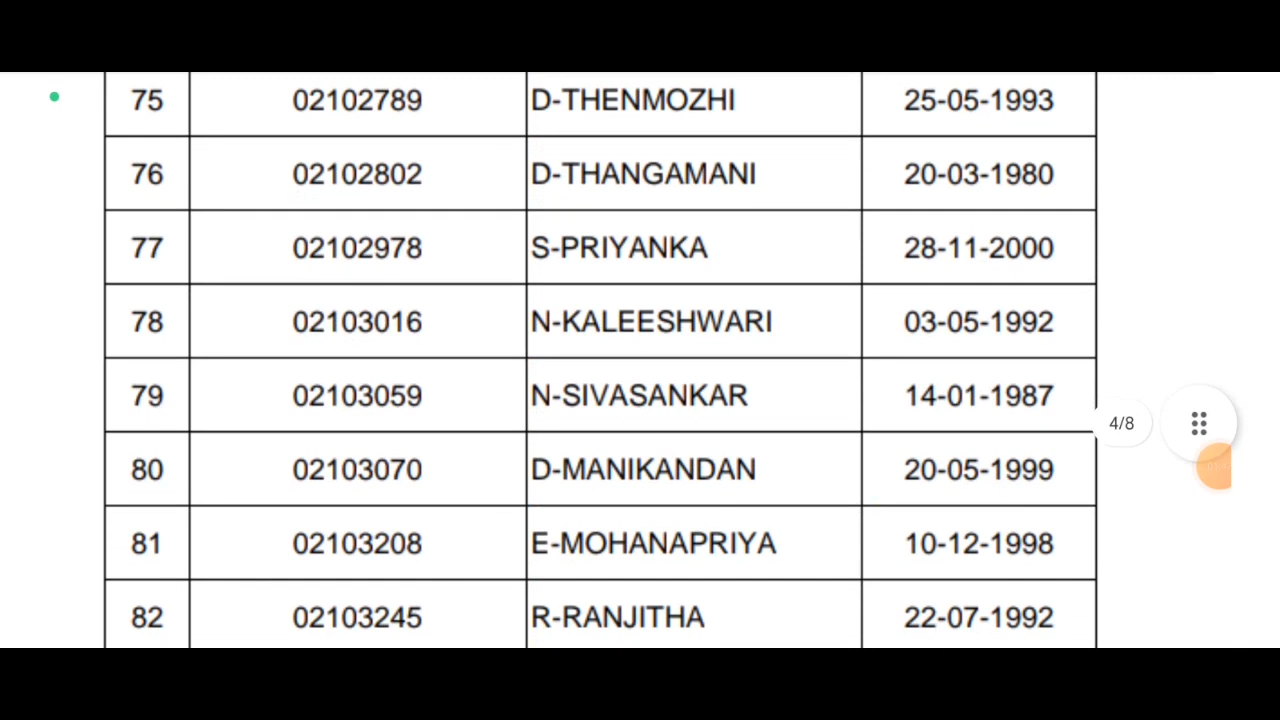 75 02102789 D-THENMOZHI 25-05-1993
76 02102802 D-THANGAMANI 20-03-1980
77 02102978 S-PRIYANKA 28-11-2000
78 02103016 N-KALEESHWARI 03-05-1992
79 02103059 N-SIVASANKAR 14-01-1987
4/8
80 02103070 D-MANIKANDAN 20-05-1999
81 02103208 E-MOHANAPRIYA 10-12-1998
82 02103245 R-RANJITHA 22-07-1992